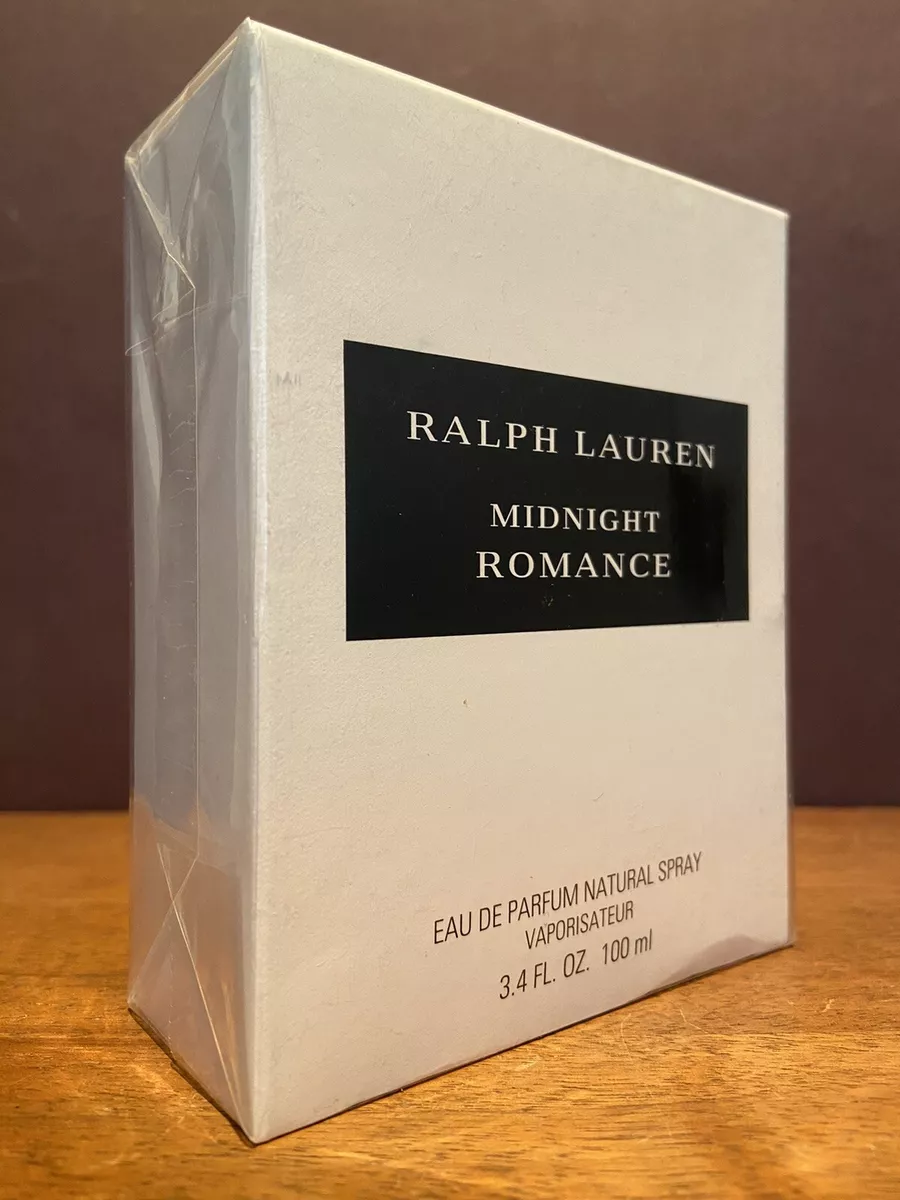 RALPH LAUREN
MIDNIGHT
ROMANCE
EAU DE PARFUM NATURAL SPRAY
VAPORISATEUR
3.4 FL. OZ. 100 ml